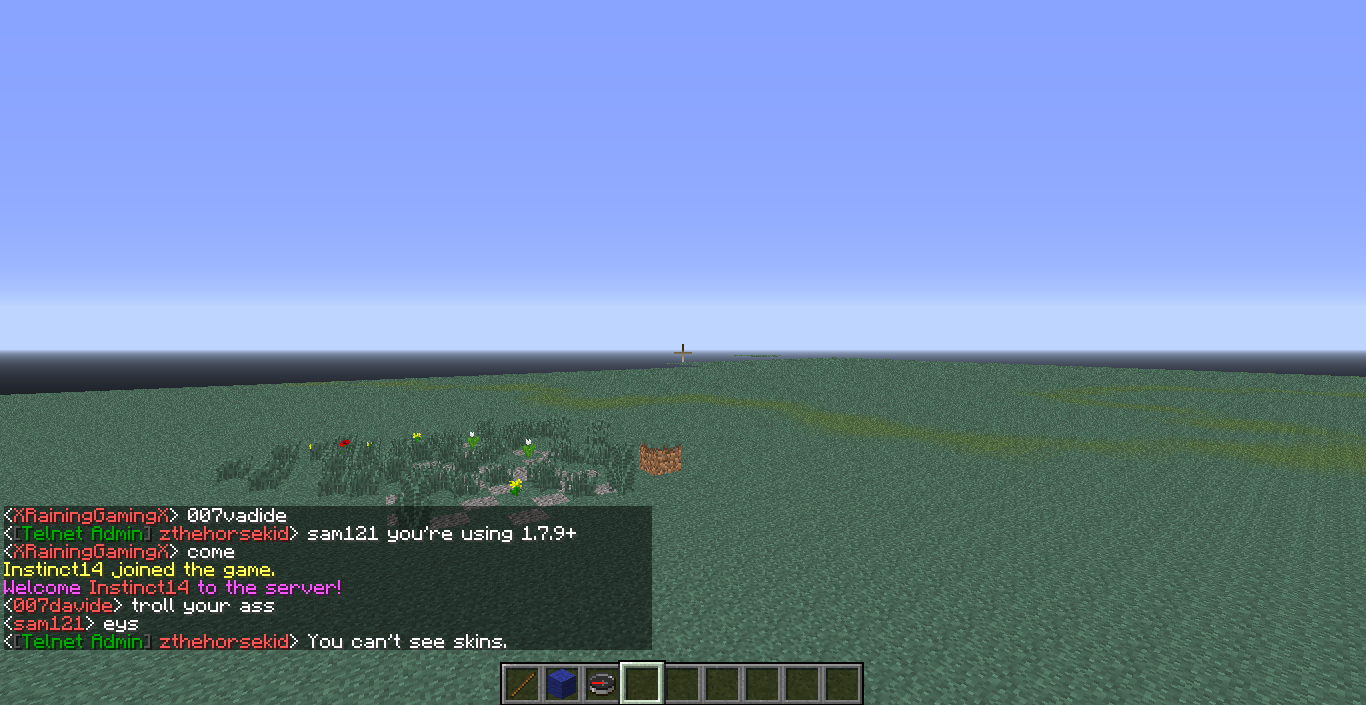 <XRainingGamingX> 007vadide
<[Telnet Admin] zthehorsekid> sam121 you're using 1.7.9+
<XRainingGamingX> come
Instinct14 joined the game.
Welcome Instinct14 to the server!
<007davide> troll your ass
<sam121> eys
<[Telnet Admin] zthehorsekid> You can't see skins.